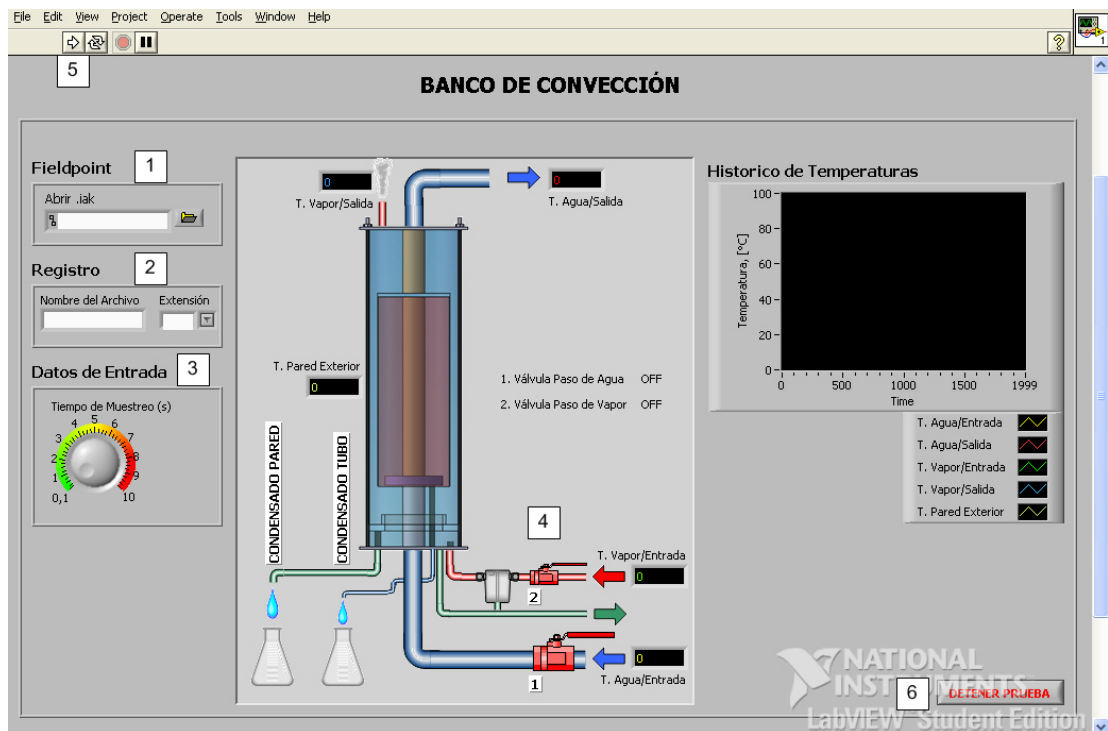 File Edit View Project Operate Tools Window Help
1
5
BANCO DE CONVECCIÓN
Fieldpoint 1
Abrir .iak
Registro 2
Nombre del Archivo Extensión
Datos de Entrada 3
Tiempo de Muestreo (s)
0,1 1 2 3 4 5 6 7 8 9 10
0
T. Vapor/Salida
0
T. Agua/Salida
T. Pared Exterior
0
1. Válvula Paso de Agua OFF
2. Válvula Paso de Vapor OFF
CONDENSADO PARED
CONDENSADO TUBO
4
T. Vapor/Entrada
0
2
0
T. Agua/Entrada
1
Historico de Temperaturas
100
80
60
40
20
0
Temperatura, [°C]
0 500 1000 1500 1999
Time
T. Agua/Entrada
T. Agua/Salida
T. Vapor/Entrada
T. Vapor/Salida
T. Pared Exterior
NATIONAL
INSTRUMENTS
LabVIEW Student Edition
6 DETENER PRUEBA